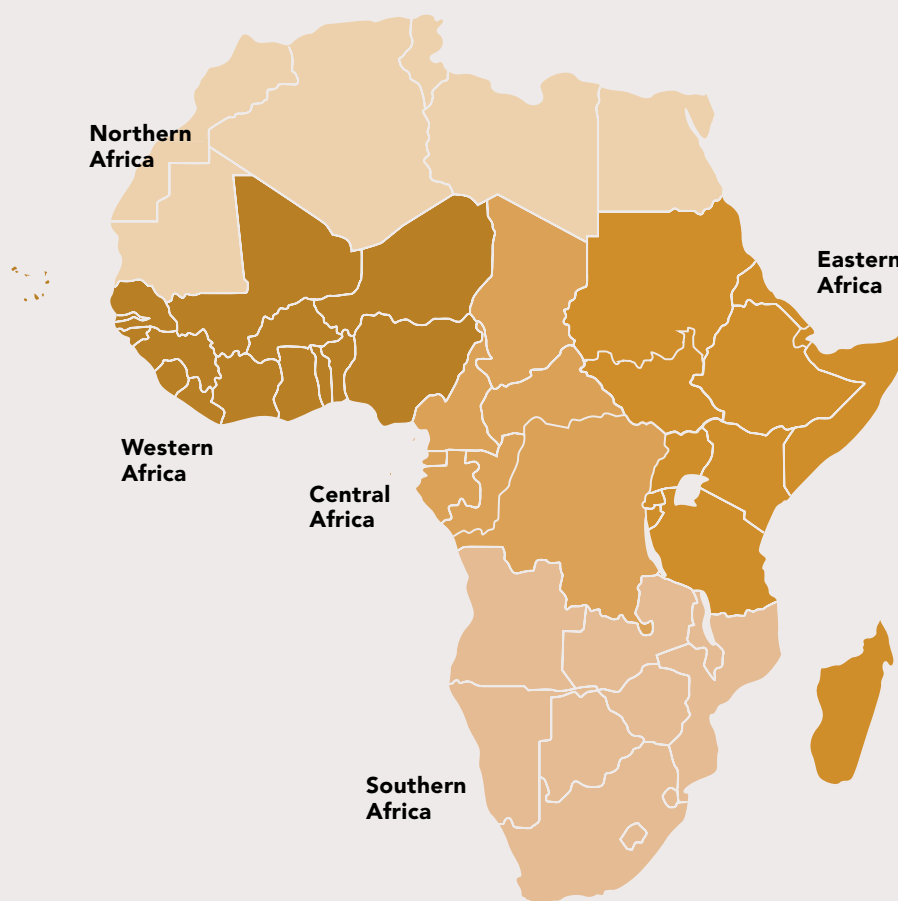 Northern
Africa
Eastern
Africa
Western
Africa
Central
Africa
Southern
Africa